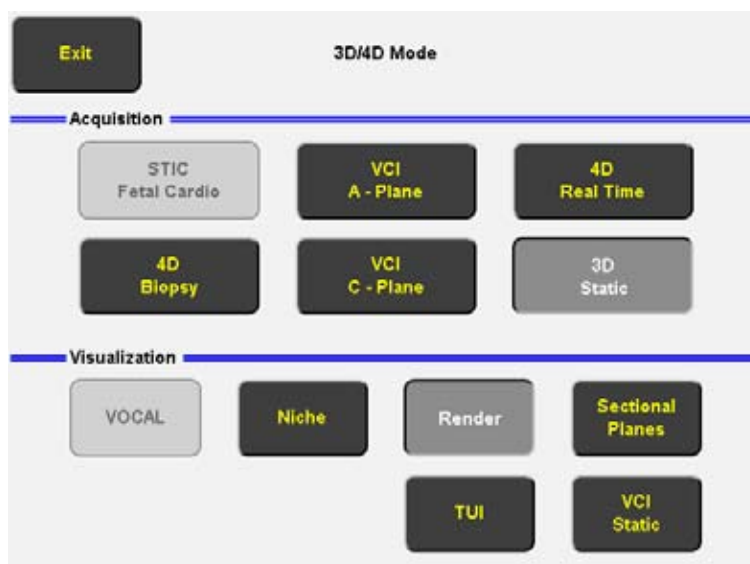 Exit
3D/4D Mode
Acquisition
STIC
Fetal Cardio
VCI
A - Plane
4D
Real Time
4D
Biopsy
VCI
C - Plane
3D
Static
Visualization
VOCAL
Niche
Render
Sectional
Planes
TUI
VCI
Static